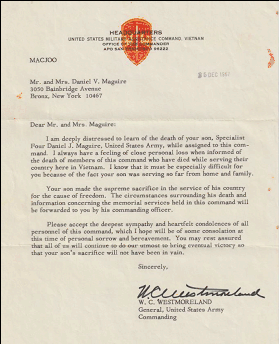 HEADQUARTERS
UNITED STATES MILITARY ASSISTANCE COMMAND, VIETNAM
OFFICE OF THE COMMANDER
APO SAN FRANCISCO 96222
MACJOO
DEC
Mr. and Mrs. Daniel V. Maguire
3050 Bainbridge Avenue
Bronx, New York 10467
Dear Mr. and Mrs. Maguire:
I am deeply distressed to learn of the death of your son, Specialist
Four Daniel J. Maguire, United States Army, while assigned to this com-
mand. I always have a feeling of close personal loss when informed of
the death of members of this command who have died while serving their
country here in Vietnam. I know that it must be especially difficult for
you because of the fact your son was serving so far from home and family.
Your son made the supreme sacrifice in the service of his country
for the cause of freedom. The circumstances surrounding his death and
information concerning the memorial services held in this command will
be forwarded to you by his commanding officer.
Please accept the deepest sympathy and heartfelt condolences of all
personnel of this command, which I hope will be of some consolation at
this time of personal sorrow and bereavement. You may rest assured
that all of us will continue to do our utmost to bring eventual victory so
that your son's sacrifice will not have been in vain.
Sincerely,
W. C. Westmoreland
W. C. WESTMORELAND
General, United States Army
Commanding